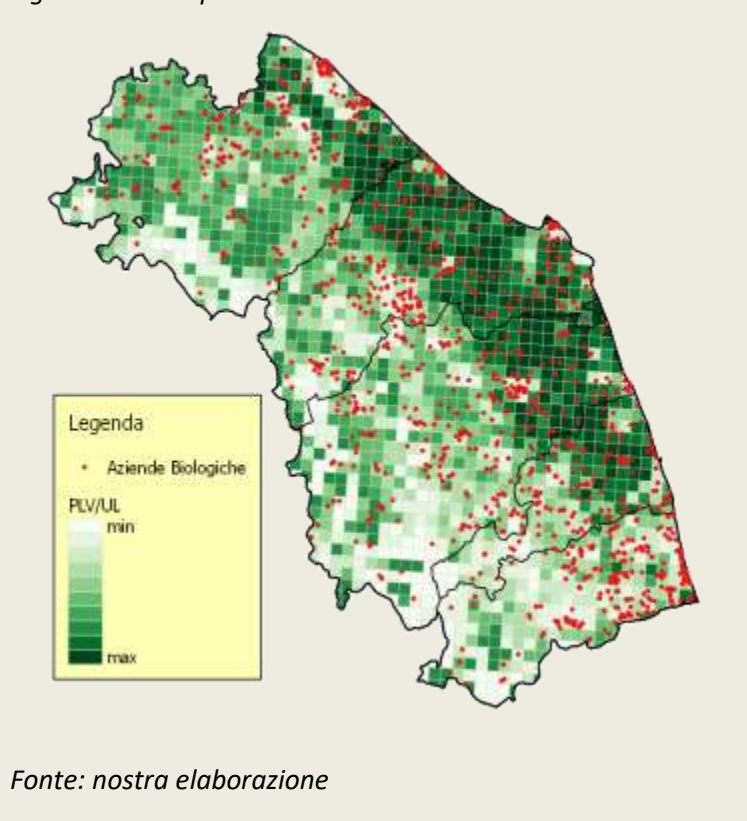 Legenda
Aziende Biologiche
PLV/UL
min
max
Fonte: nostra elaborazione